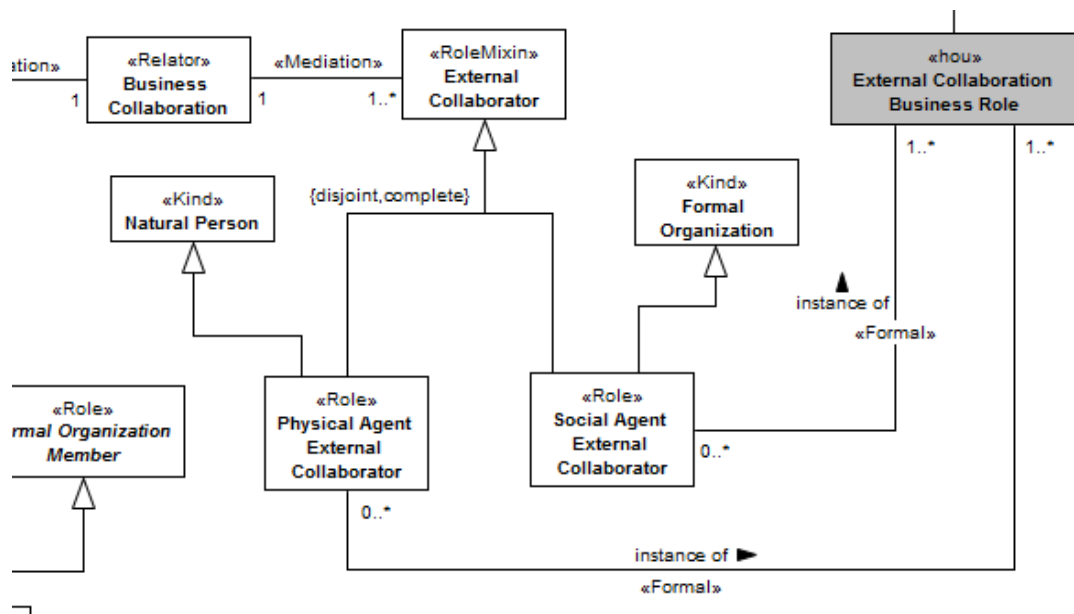 «Relator»
Business
Collaboration
«Mediation»
1
1
1..*
«RoleMixin»
External
Collaborator
«hou»
External Collaboration
Business Role
1..*
1..*
{disjoint,complete}
«Kind»
Natural Person
«Kind»
Formal
Organization
instance of
«Formal»
«Role»
rmal Organization
Member
«Role»
Physical Agent
External
Collaborator
0..*
«Role»
Social Agent
External
Collaborator
0..*
instance of
«Formal»